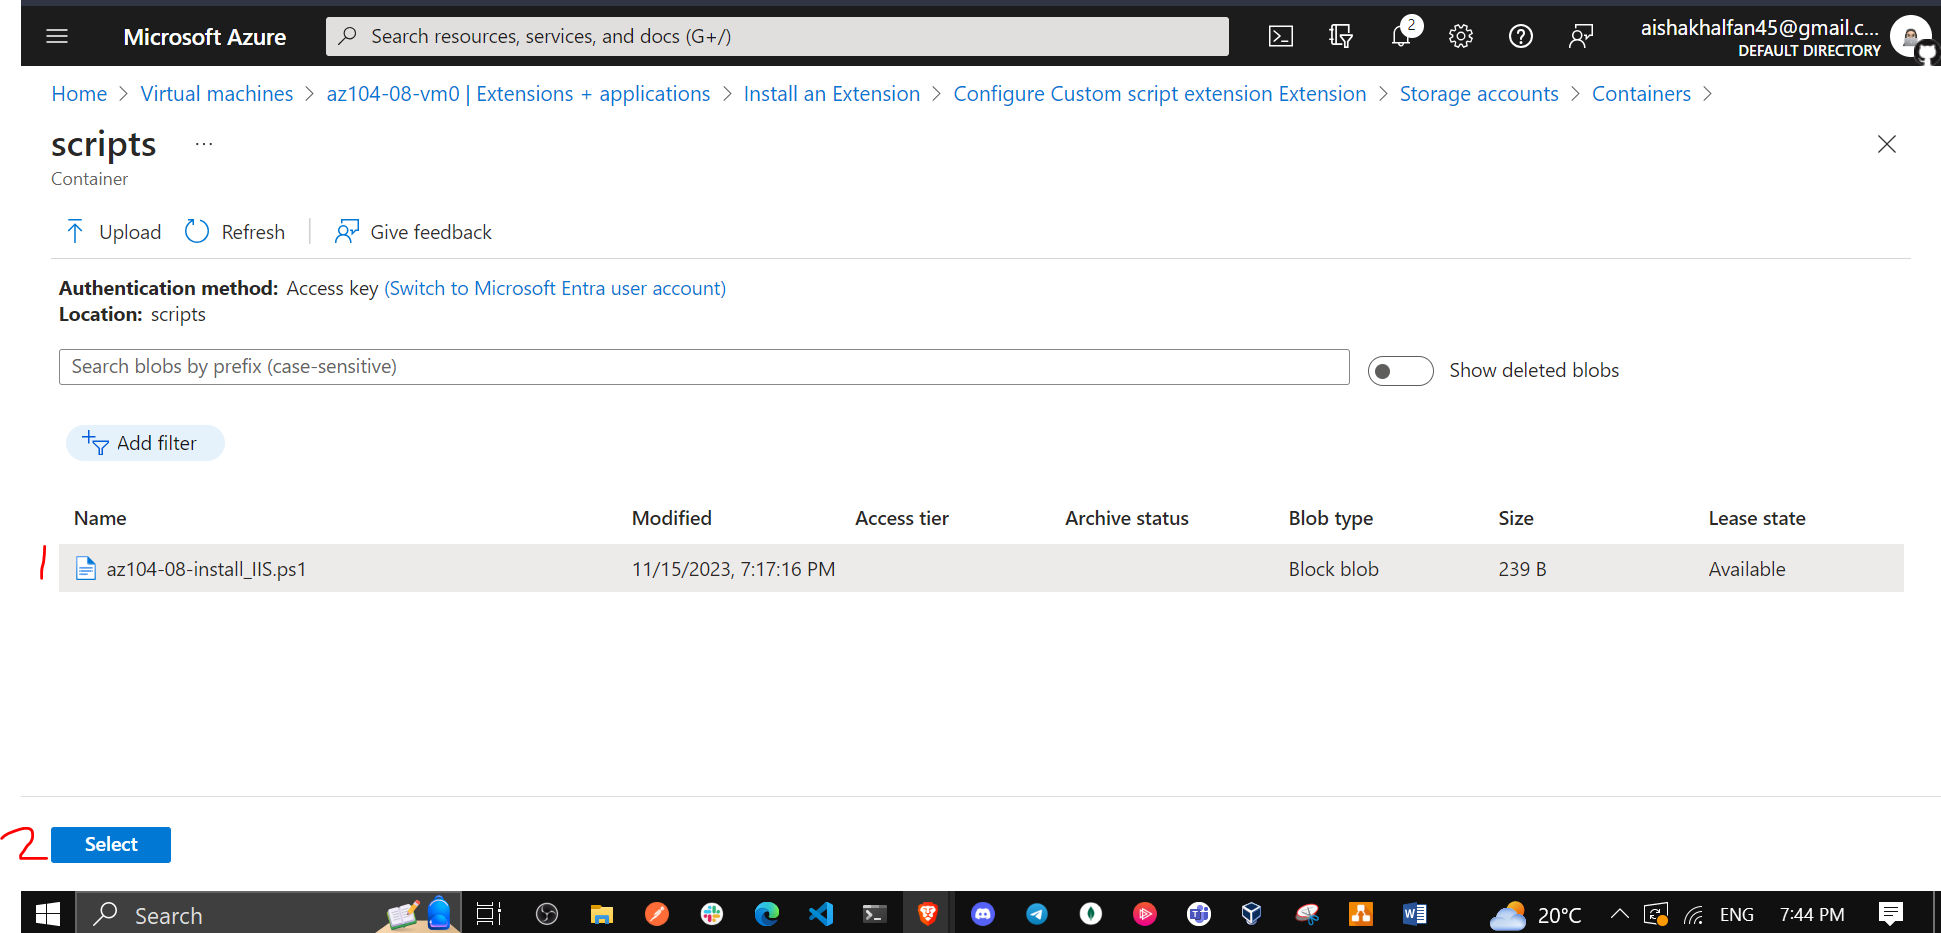 Microsoft Azure
Search resources, services, and docs (G+/)
2
aishakhalfan45@gmail.c...
DEFAULT DIRECTORY
Home > Virtual machines > az104-08-vm0 | Extensions + applications > Install an Extension > Configure Custom script extension Extension > Storage accounts > Containers >
scripts ...
Container
Upload Refresh | Give feedback
Authentication method: Access key (Switch to Microsoft Entra user account)
Location: scripts
Search blobs by prefix (case-sensitive)
Show deleted blobs
Add filter
Name Modified Access tier Archive status Blob type Size Lease state
1 az104-08-install_IIS.ps1 11/15/2023, 7:17:16 PM Block blob 239 B Available
2 Select
Search 20°C ENG 7:44 PM